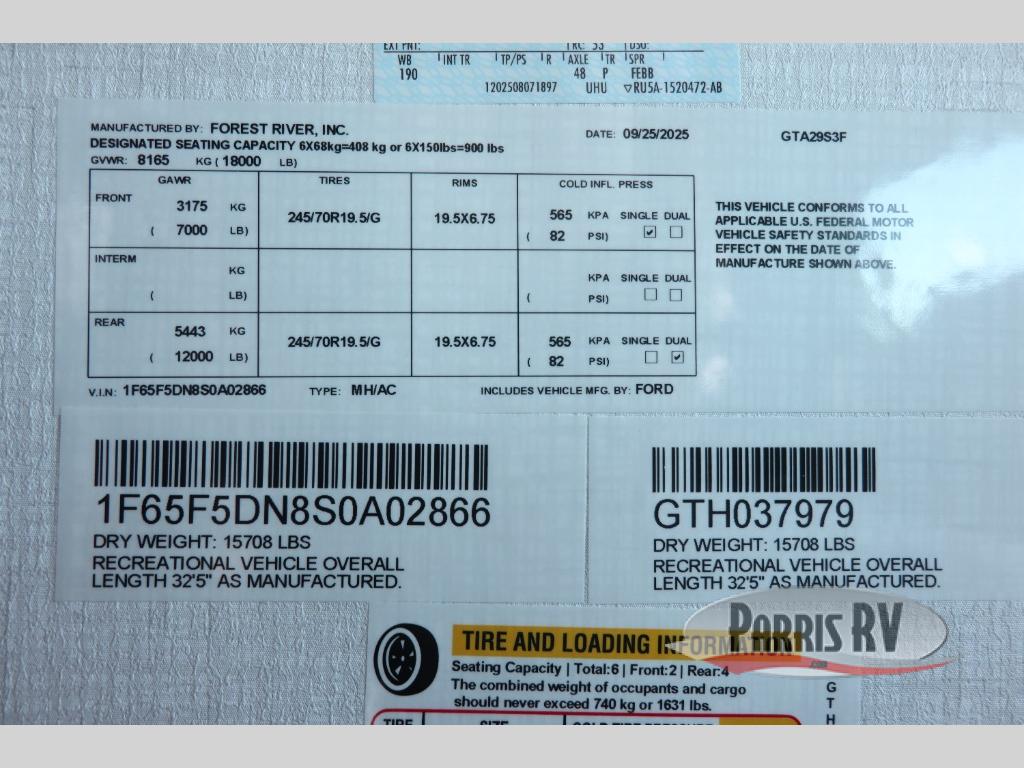 WB INT TR TP/PS R AXLE TR SPR
190 48 P FEBB
1202508071897 UHU ▽RU5A-1520472-AB
MANUFACTURED BY: FOREST RIVER, INC. DATE: 09/25/2025 GTA29S3F
DESIGNATED SEATING CAPACITY 6X68kg=408 kg or 6X150lbs=900 lbs
GVWR: 8165 KG ( 18000 LB)
GAWR TIRES RIMS COLD INFL. PRESS
FRONT 3175 KG 245/70R19.5/G 19.5X6.75 565 KPA SINGLE DUAL
( 7000 LB) ( 82 PSI) ☑ ☐
INTERM KG KPA SINGLE DUAL
( LB) ( PSI) ☐ ☐
REAR 5443 KG 245/70R19.5/G 19.5X6.75 565 KPA SINGLE DUAL
( 12000 LB) ( 82 PSI) ☐ ☑
THIS VEHICLE CONFORMS TO ALL
APPLICABLE U.S. FEDERAL MOTOR
VEHICLE SAFETY STANDARDS IN
EFFECT ON THE DATE OF
MANUFACTURE SHOWN ABOVE.
V.I.N: 1F65F5DN8S0A02866 TYPE: MH/AC INCLUDES VEHICLE MFG. BY: FORD
1F65F5DN8S0A02866
DRY WEIGHT: 15708 LBS
RECREATIONAL VEHICLE OVERALL
LENGTH 32'5" AS MANUFACTURED.
GTH037979
DRY WEIGHT: 15708 LBS
RECREATIONAL VEHICLE OVERALL
LENGTH 32'5" AS MANUFACTURED.
TIRE AND LOADING INFORMATION
Seating Capacity | Total:6 | Front:2 | Rear:4
The combined weight of occupants and cargo
should never exceed 740 kg or 1631 lbs.
TIRE SIZE COLD TIRE PRESSURE
G
T
H
PARRIS RV
.com